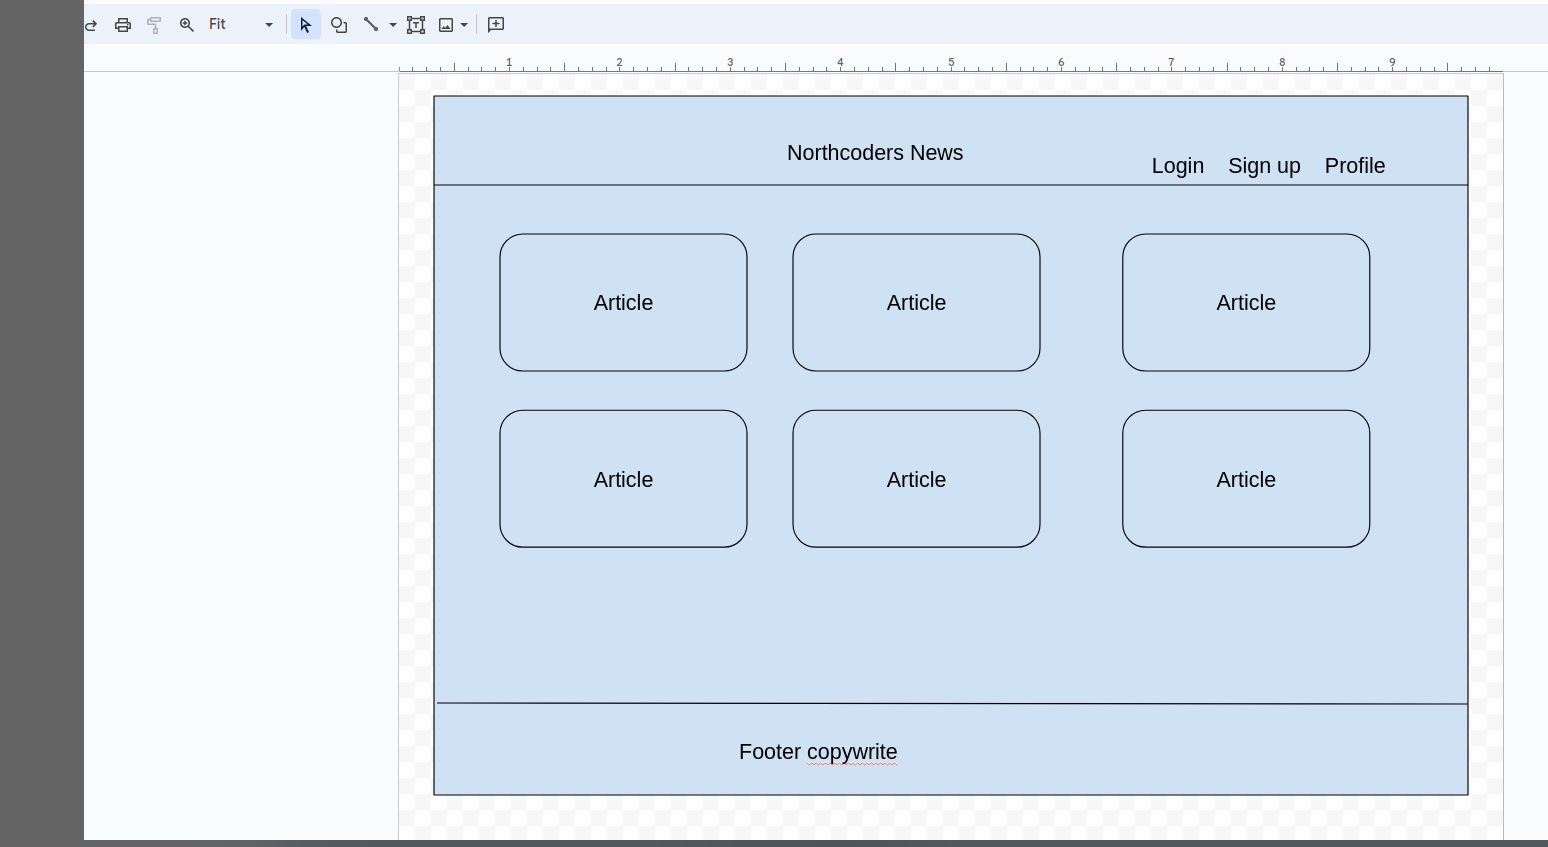 Fit
1 2 3 4 5 6 7 8 9
Northcoders News
Login Sign up Profile
Article Article Article
Article Article Article
Footer copywrite